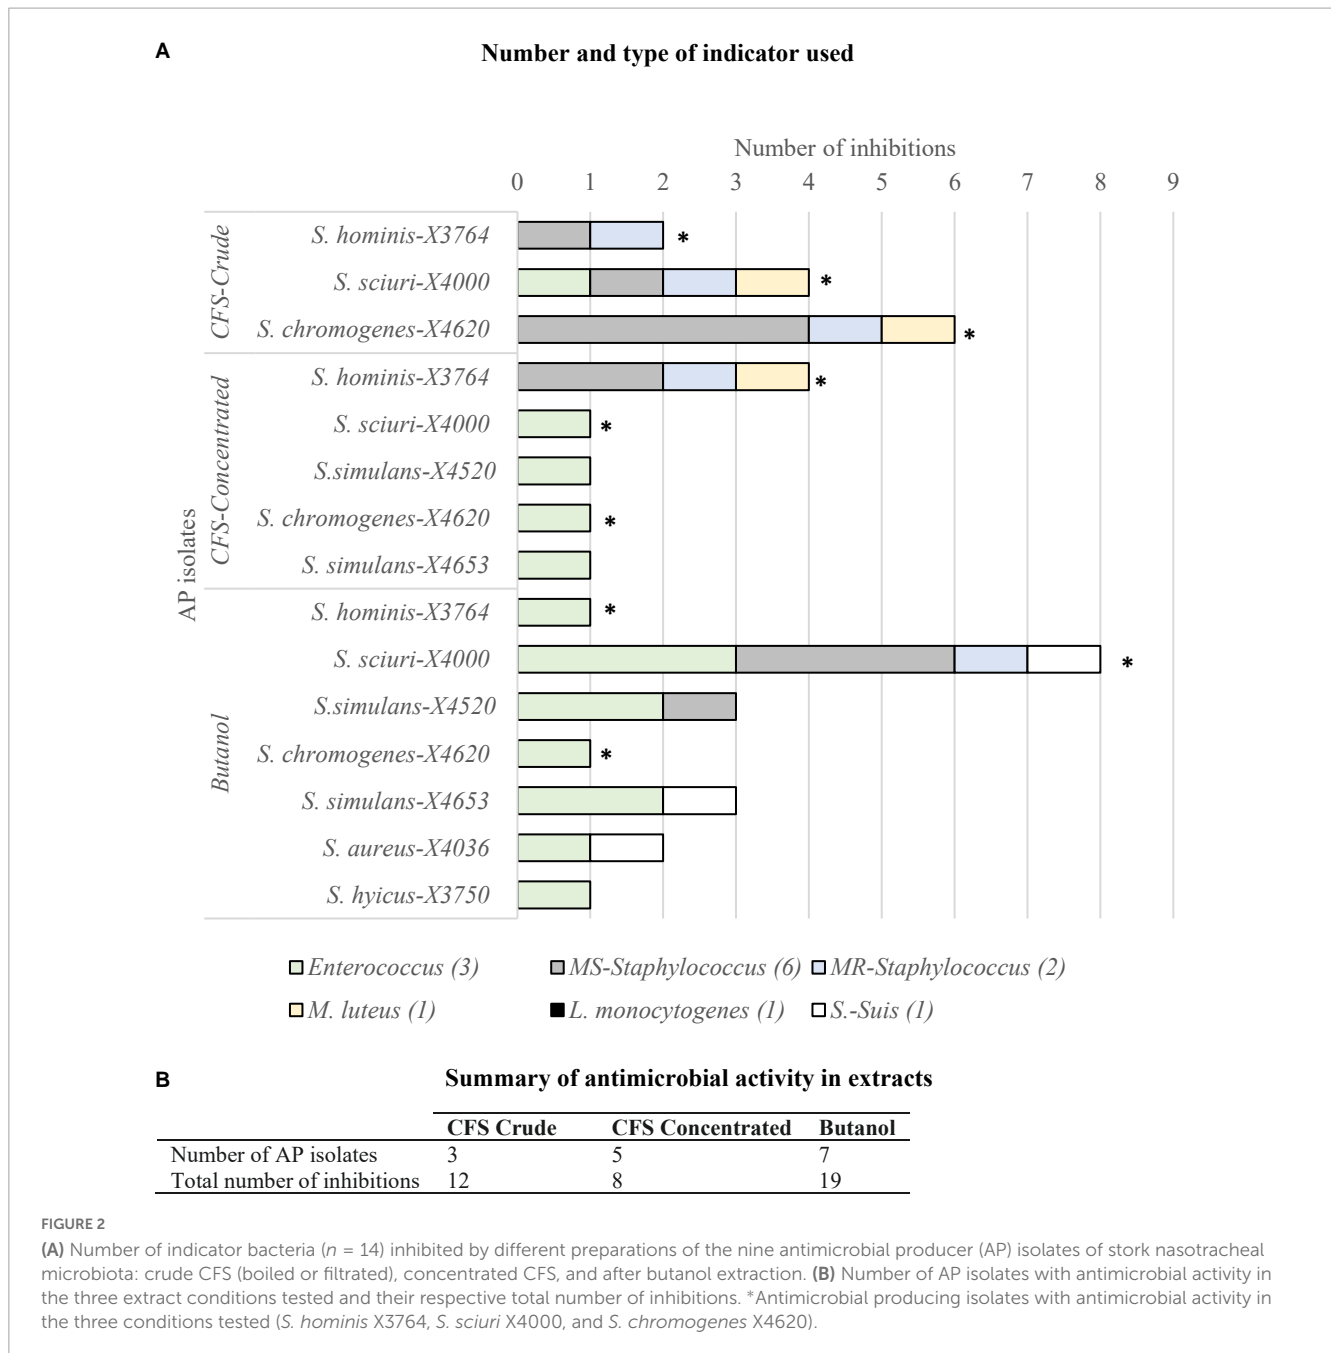 A
Number and type of indicator used
Number of inhibitions
0 1 2 3 4 5 6 7 8 9
AP isolates
CFS-Crude
S. hominis-X3764 *
S. sciuri-X4000 *
S. chromogenes-X4620 *
CFS-Concentrated
S. hominis-X3764 *
S. sciuri-X4000 *
S.simulans-X4520
S. chromogenes-X4620 *
S. simulans-X4653
Butanol
S. hominis-X3764 *
S. sciuri-X4000 *
S.simulans-X4520
S. chromogenes-X4620 *
S. simulans-X4653
S. aureus-X4036
S. hyicus-X3750
Enterococcus (3) MS-Staphylococcus (6) MR-Staphylococcus (2)
M. luteus (1) L. monocytogenes (1) S.-Suis (1)
B
Summary of antimicrobial activity in extracts
CFS Crude CFS Concentrated Butanol
Number of AP isolates 3 5 7
Total number of inhibitions 12 8 19
FIGURE 2
(A) Number of indicator bacteria (n = 14) inhibited by different preparations of the nine antimicrobial producer (AP) isolates of stork nasotracheal
microbiota: crude CFS (boiled or filtrated), concentrated CFS, and after butanol extraction. (B) Number of AP isolates with antimicrobial activity in
the three extract conditions tested and their respective total number of inhibitions. *Antimicrobial producing isolates with antimicrobial activity in
the three conditions tested (S. hominis X3764, S. sciuri X4000, and S. chromogenes X4620).